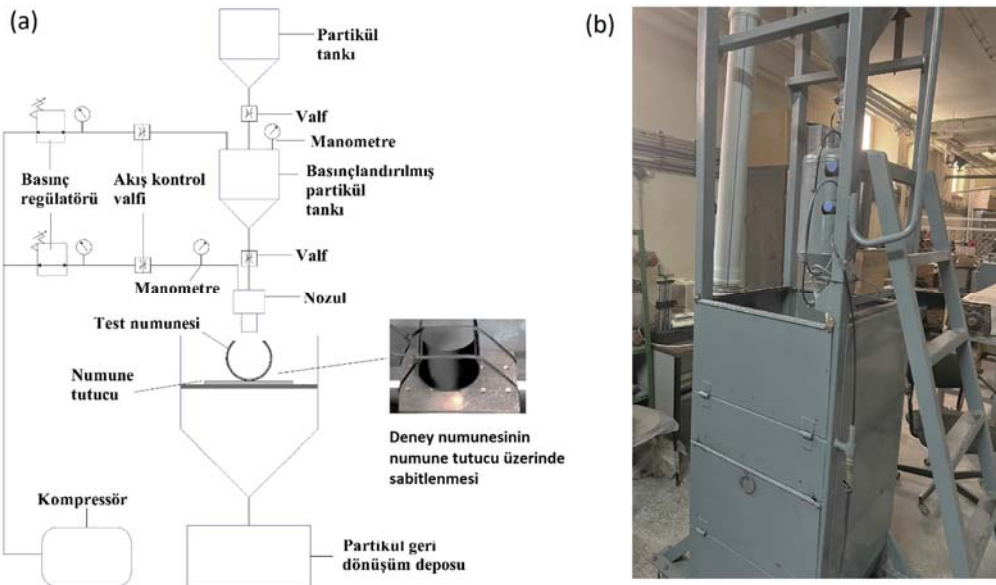 (a)
Partikül
tankı
Valf
Manometre
Basınçlandırılmış
partikül
tankı
Basınç
regülatörü
Akış kontrol
valfi
Manometre
Valf
Nozul
Test numunesi
Numune
tutucu
Deney numunesinin
numune tutucu üzerinde
sabitlenmesi
Kompressör
Partikül geri
dönüşüm deposu
(b)